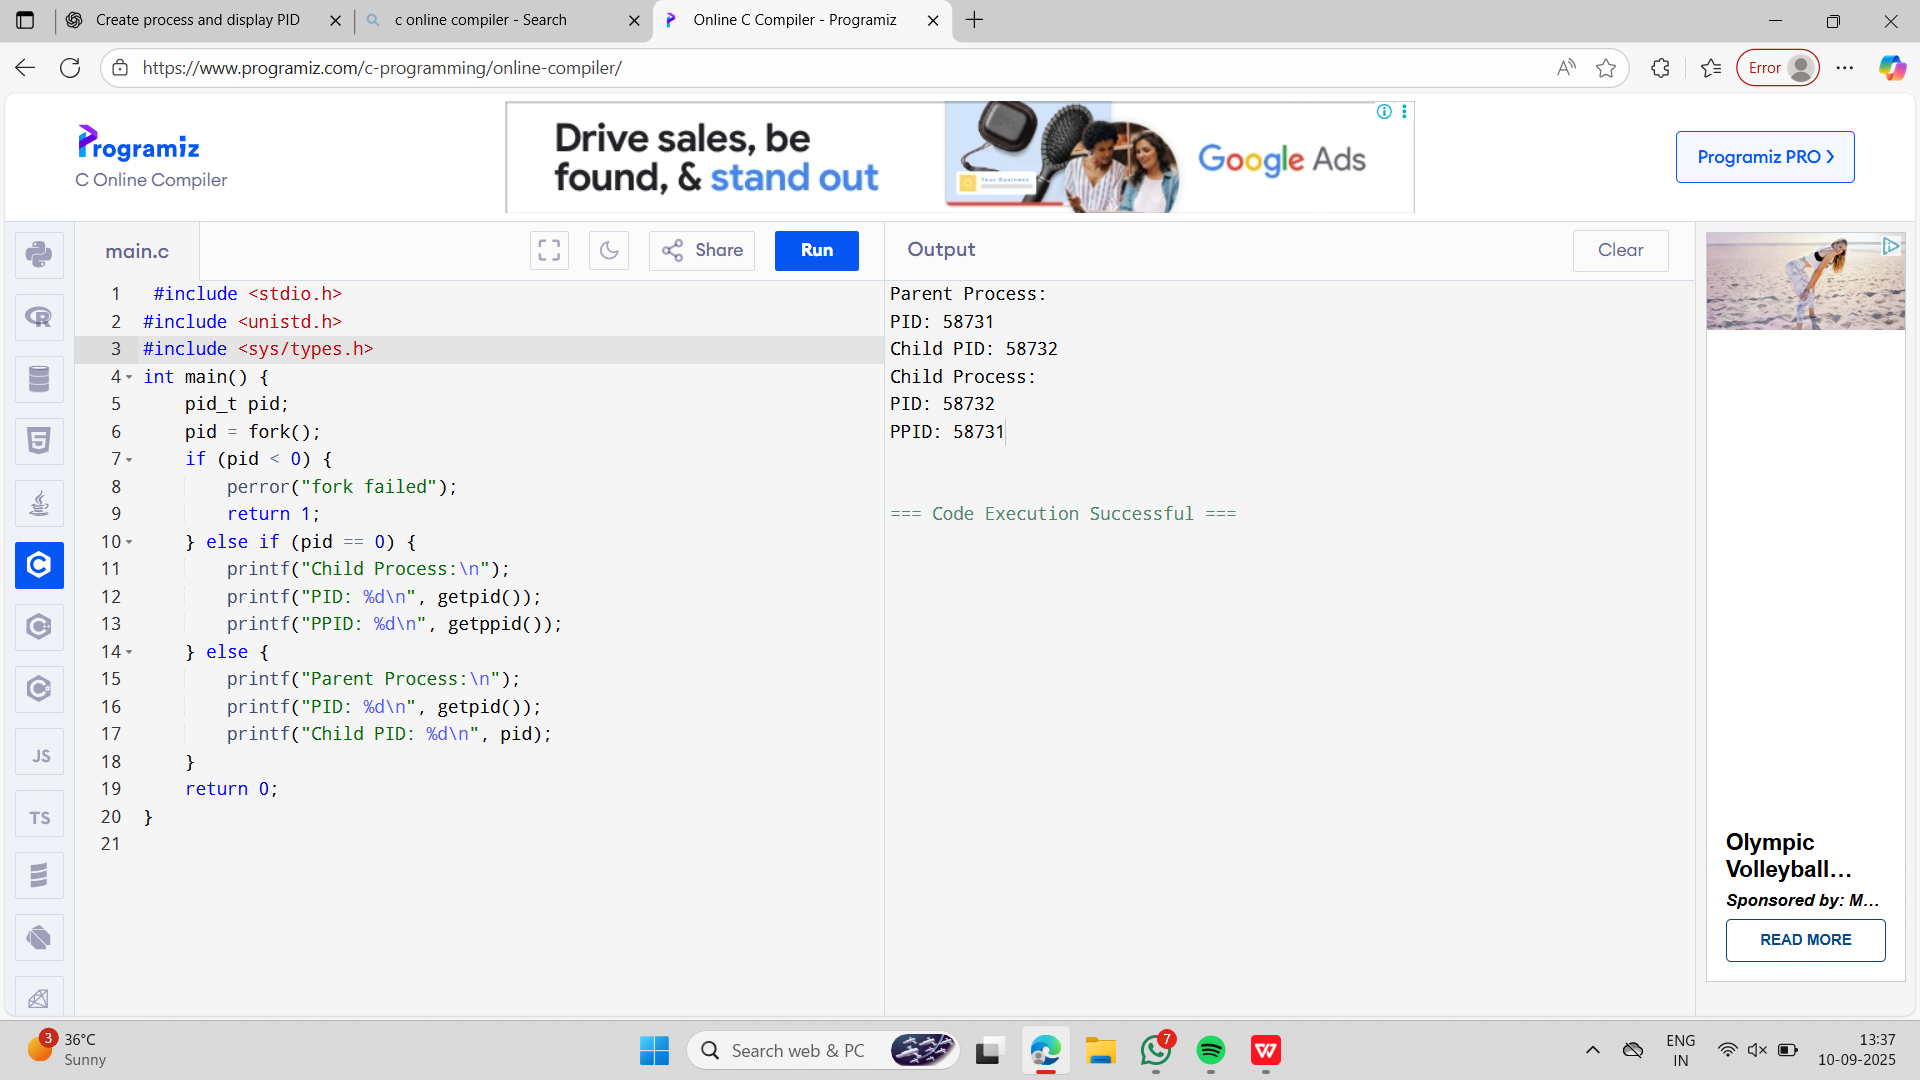 Create process and display PID
c online compiler - Search
Online C Compiler - Programiz
https://www.programiz.com/c-programming/online-compiler/
Error
Programiz
C Online Compiler
Drive sales, be
found, & stand out
Your Business
Google Ads
Programiz PRO
main.c
Share
Run
Output
Clear
1 #include <stdio.h>
2 #include <unistd.h>
3 #include <sys/types.h>
4 int main() {
5 pid_t pid;
6 pid = fork();
7 if (pid < 0) {
8 perror("fork failed");
9 return 1;
10 } else if (pid == 0) {
11 printf("Child Process:\n");
12 printf("PID: %d\n", getpid());
13 printf("PPID: %d\n", getppid());
14 } else {
15 printf("Parent Process:\n");
16 printf("PID: %d\n", getpid());
17 printf("Child PID: %d\n", pid);
18 }
19 return 0;
20 }
21
Parent Process:
PID: 58731
Child PID: 58732
Child Process:
PID: 58732
PPID: 58731
=== Code Execution Successful ===
JS
TS
Olympic
Volleyball...
Sponsored by: M...
READ MORE
3
36°C
Sunny
Search web & PC
7
ENG
IN
13:37
10-09-2025